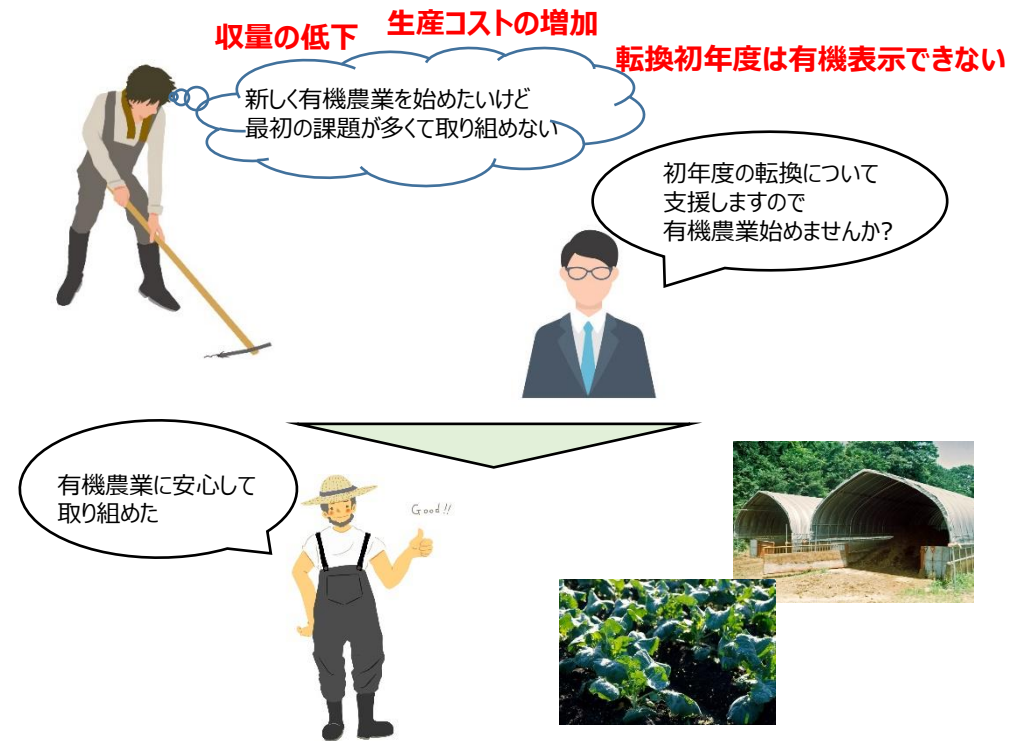 収量の低下
生産コストの増加
転換初年度は有機表示できない
新しく有機農業を始めたいけど
最初の課題が多くて取り組めない
初年度の転換について
支援しますので
有機農業始めませんか?
有機農業に安心して
取り組めた
Good!!